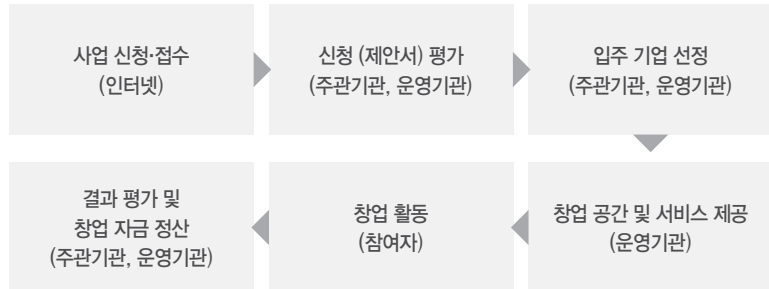 사업 신청·접수
(인터넷)
신청 (제안서) 평가
(주관기관, 운영기관)
입주 기업 선정
(주관기관, 운영기관)
창업 공간 및 서비스 제공
(운영기관)
창업 활동
(참여자)
결과 평가 및
창업 자금 정산
(주관기관, 운영기관)